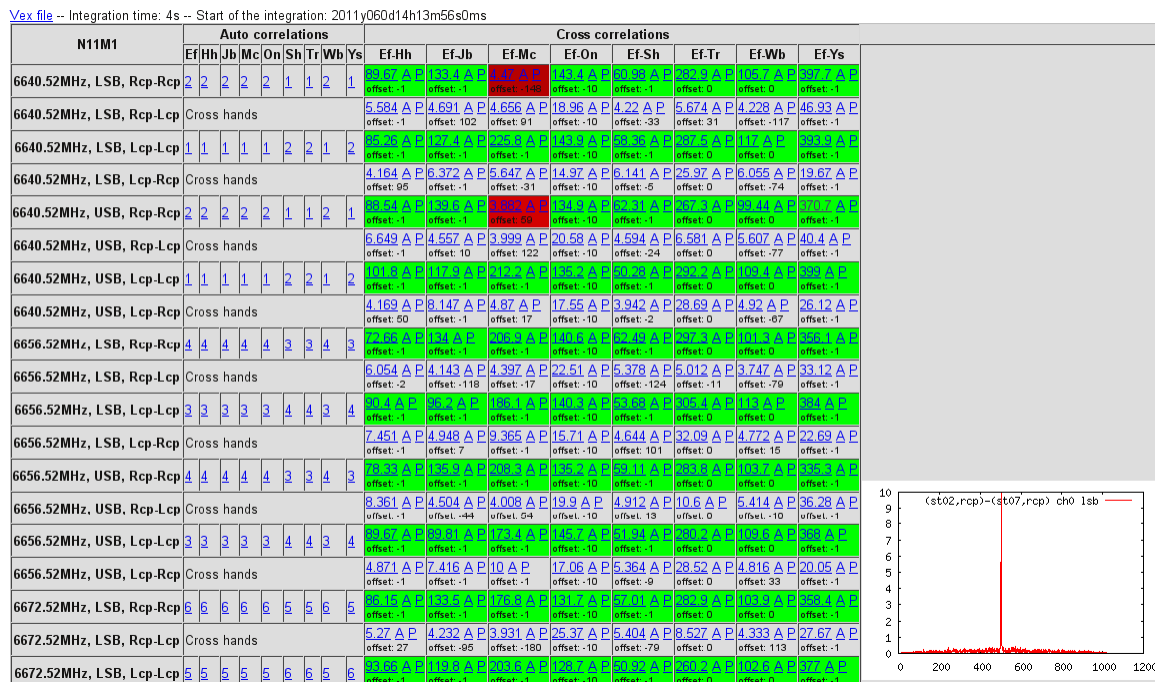 Vex file -- Integration time: 4s -- Start of the integration: 2011y060d14h13m56s0ms
N11M1 Auto correlations Cross correlations
Ef Hh Jb Mc On Sh Tr Wb Ys Ef-Hh Ef-Jb Ef-Mc Ef-On Ef-Sh Ef-Tr Ef-Wb Ef-Ys
6640.52MHz, LSB, Rcp-Rcp 2 2 2 2 2 1 1 2 1 89.67 A P 133.4 A P 4.47 A P 143.4 A P 60.98 A P 282.9 A P 105.7 A P 397.7 A P
offset: -1 offset: -1 offset: -148 offset: -10 offset: -1 offset: 0 offset: 0 offset: -1
6640.52MHz, LSB, Rcp-Lcp Cross hands 5.584 A P 4.691 A P 4.656 A P 18.96 A P 4.22 A P 5.674 A P 4.228 A P 46.93 A P
offset: -1 offset: 102 offset: 91 offset: -10 offset: -33 offset: 31 offset: -117 offset: -1
6640.52MHz, LSB, Lcp-Lcp 1 1 1 1 1 2 2 1 2 85.26 A P 127.4 A P 225.8 A P 143.9 A P 58.36 A P 287.5 A P 117 A P 393.9 A P
offset: -1 offset: -1 offset: -1 offset: -10 offset: -1 offset: 0 offset: 0 offset: -1
6640.52MHz, LSB, Lcp-Rcp Cross hands 4.164 A P 6.372 A P 5.647 A P 14.97 A P 6.141 A P 25.97 A P 6.055 A P 19.67 A P
offset: 95 offset: -1 offset: -31 offset: -10 offset: -5 offset: 0 offset: -74 offset: -1
6640.52MHz, USB, Rcp-Rcp 2 2 2 2 2 1 1 2 1 88.54 A P 139.6 A P 3.882 A P 134.9 A P 62.31 A P 267.3 A P 99.44 A P 370.7 A P
offset: -1 offset: -1 offset: 59 offset: -10 offset: -1 offset: 0 offset: 0 offset: -1
6640.52MHz, USB, Rcp-Lcp Cross hands 6.649 A P 4.557 A P 3.999 A P 20.58 A P 4.594 A P 6.581 A P 5.607 A P 40.4 A P
offset: -1 offset: 10 offset: 122 offset: -10 offset: -24 offset: 0 offset: -77 offset: -1
6640.52MHz, USB, Lcp-Lcp 1 1 1 1 1 2 2 1 2 101.8 A P 117.9 A P 212.2 A P 135.2 A P 50.28 A P 292.2 A P 109.4 A P 399 A P
offset: -1 offset: -1 offset: -1 offset: -10 offset: -1 offset: 0 offset: 0 offset: -1
6640.52MHz, USB, Lcp-Rcp Cross hands 4.169 A P 8.147 A P 4.87 A P 17.55 A P 3.942 A P 28.69 A P 4.92 A P 26.12 A P
offset: 50 offset: -1 offset: 17 offset: -10 offset: -2 offset: 0 offset: -67 offset: -1
6656.52MHz, LSB, Rcp-Rcp 4 4 4 4 4 3 3 4 3 72.66 A P 134 A P 206.9 A P 140.6 A P 62.49 A P 297.3 A P 101.3 A P 356.1 A P
offset: -1 offset: -1 offset: -1 offset: -10 offset: -1 offset: 0 offset: 0 offset: -1
6656.52MHz, LSB, Rcp-Lcp Cross hands 6.054 A P 4.143 A P 4.397 A P 22.51 A P 5.378 A P 5.012 A P 3.747 A P 33.12 A P
offset: -2 offset: -118 offset: -17 offset: -10 offset: -124 offset: -11 offset: -79 offset: -1
6656.52MHz, LSB, Lcp-Lcp 3 3 3 3 3 4 4 3 4 90.4 A P 96.2 A P 186.1 A P 140.3 A P 53.68 A P 305.4 A P 113 A P 384 A P
offset: -1 offset: -1 offset: -1 offset: -10 offset: -1 offset: 0 offset: 0 offset: -1
6656.52MHz, LSB, Lcp-Rcp Cross hands 7.451 A P 4.948 A P 9.365 A P 15.71 A P 4.644 A P 32.09 A P 4.772 A P 22.69 A P
offset: -1 offset: 7 offset: -1 offset: -10 offset: 101 offset: 0 offset: 15 offset: -1
6656.52MHz, USB, Rcp-Rcp 4 4 4 4 4 3 3 4 3 78.33 A P 135.9 A P 208.3 A P 135.2 A P 59.11 A P 283.8 A P 103.7 A P 335.3 A P
offset: -1 offset: -1 offset: -1 offset: -10 offset: -1 offset: 0 offset: 0 offset: -1
6656.52MHz, USB, Rcp-Lcp Cross hands 8.361 A P 4.504 A P 4.008 A P 19.9 A P 4.912 A P 10.6 A P 5.414 A P 36.28 A P
offset: -1 offset: -44 offset: 54 offset: -10 offset: 13 offset: 0 offset: -10 offset: -1
6656.52MHz, USB, Lcp-Lcp 3 3 3 3 3 4 4 3 4 89.67 A P 89.81 A P 173.4 A P 145.7 A P 51.94 A P 280.2 A P 109.6 A P 368 A P
offset: -1 offset: -1 offset: -1 offset: -10 offset: -1 offset: 0 offset: 0 offset: -1
6656.52MHz, USB, Lcp-Rcp Cross hands 4.871 A P 7.416 A P 10 A P 17.06 A P 5.364 A P 28.52 A P 4.816 A P 20.05 A P
offset: -1 offset: -1 offset: -1 offset: -10 offset: -9 offset: 0 offset: 33 offset: -1
6672.52MHz, LSB, Rcp-Rcp 6 6 6 6 6 5 5 6 5 86.15 A P 133.5 A P 176.8 A P 131.7 A P 57.01 A P 282.9 A P 103.9 A P 358.4 A P
offset: -1 offset: -1 offset: -1 offset: -10 offset: -1 offset: 0 offset: 0 offset: -1
6672.52MHz, LSB, Rcp-Lcp Cross hands 5.27 A P 4.232 A P 3.931 A P 25.37 A P 5.404 A P 8.527 A P 4.333 A P 27.67 A P
offset: 27 offset: -95 offset: -180 offset: -10 offset: -79 offset: 0 offset: 113 offset: -1
6672.52MHz, LSB, Lcp-Lcp 5 5 5 5 5 6 6 5 6 93.66 A P 119.8 A P 203.6 A P 128.7 A P 50.92 A P 260.2 A P 102.6 A P 377 A P
(st02,rcp)-(st07,rcp) ch0 lsb
10
9
8
7
6
5
4
3
2
1
0
0 200 400 600 800 1000 1200